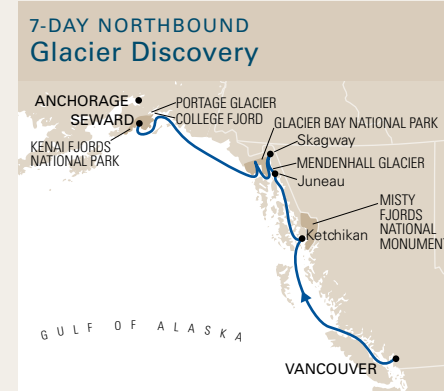 7-DAY NORTHBOUND
Glacier Discovery
ANCHORAGE
PORTAGE GLACIER
SEWARD
COLLEGE FJORD
GLACIER BAY NATIONAL PARK
KENAI FJORDS
NATIONAL PARK
Skagway
MENDENHALL GLACIER
Juneau
MISTY
FJORDS
NATIONAL
MONUMENT
Ketchikan
GULF OF ALASKA
VANCOUVER